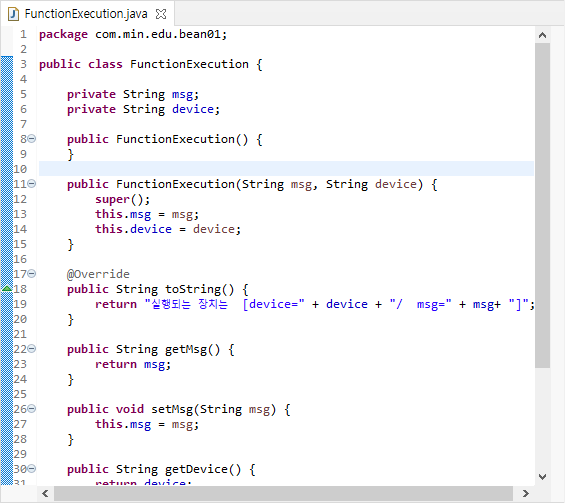 FunctionExecution.java
1 package com.min.edu.bean01;
2
3 public class FunctionExecution {
4
5 private String msg;
6 private String device;
7
8 public FunctionExecution() {
9 }
10
11 public FunctionExecution(String msg, String device) {
12 super();
13 this.msg = msg;
14 this.device = device;
15 }
16
17 @Override
18 public String toString() {
19 return "실행되는 장치는  [device=" + device + "/  msg=" + msg+ "]";
20 }
21
22 public String getMsg() {
23 return msg;
24 }
25
26 public void setMsg(String msg) {
27 this.msg = msg;
28 }
29
30 public String getDevice() {
31 return device;